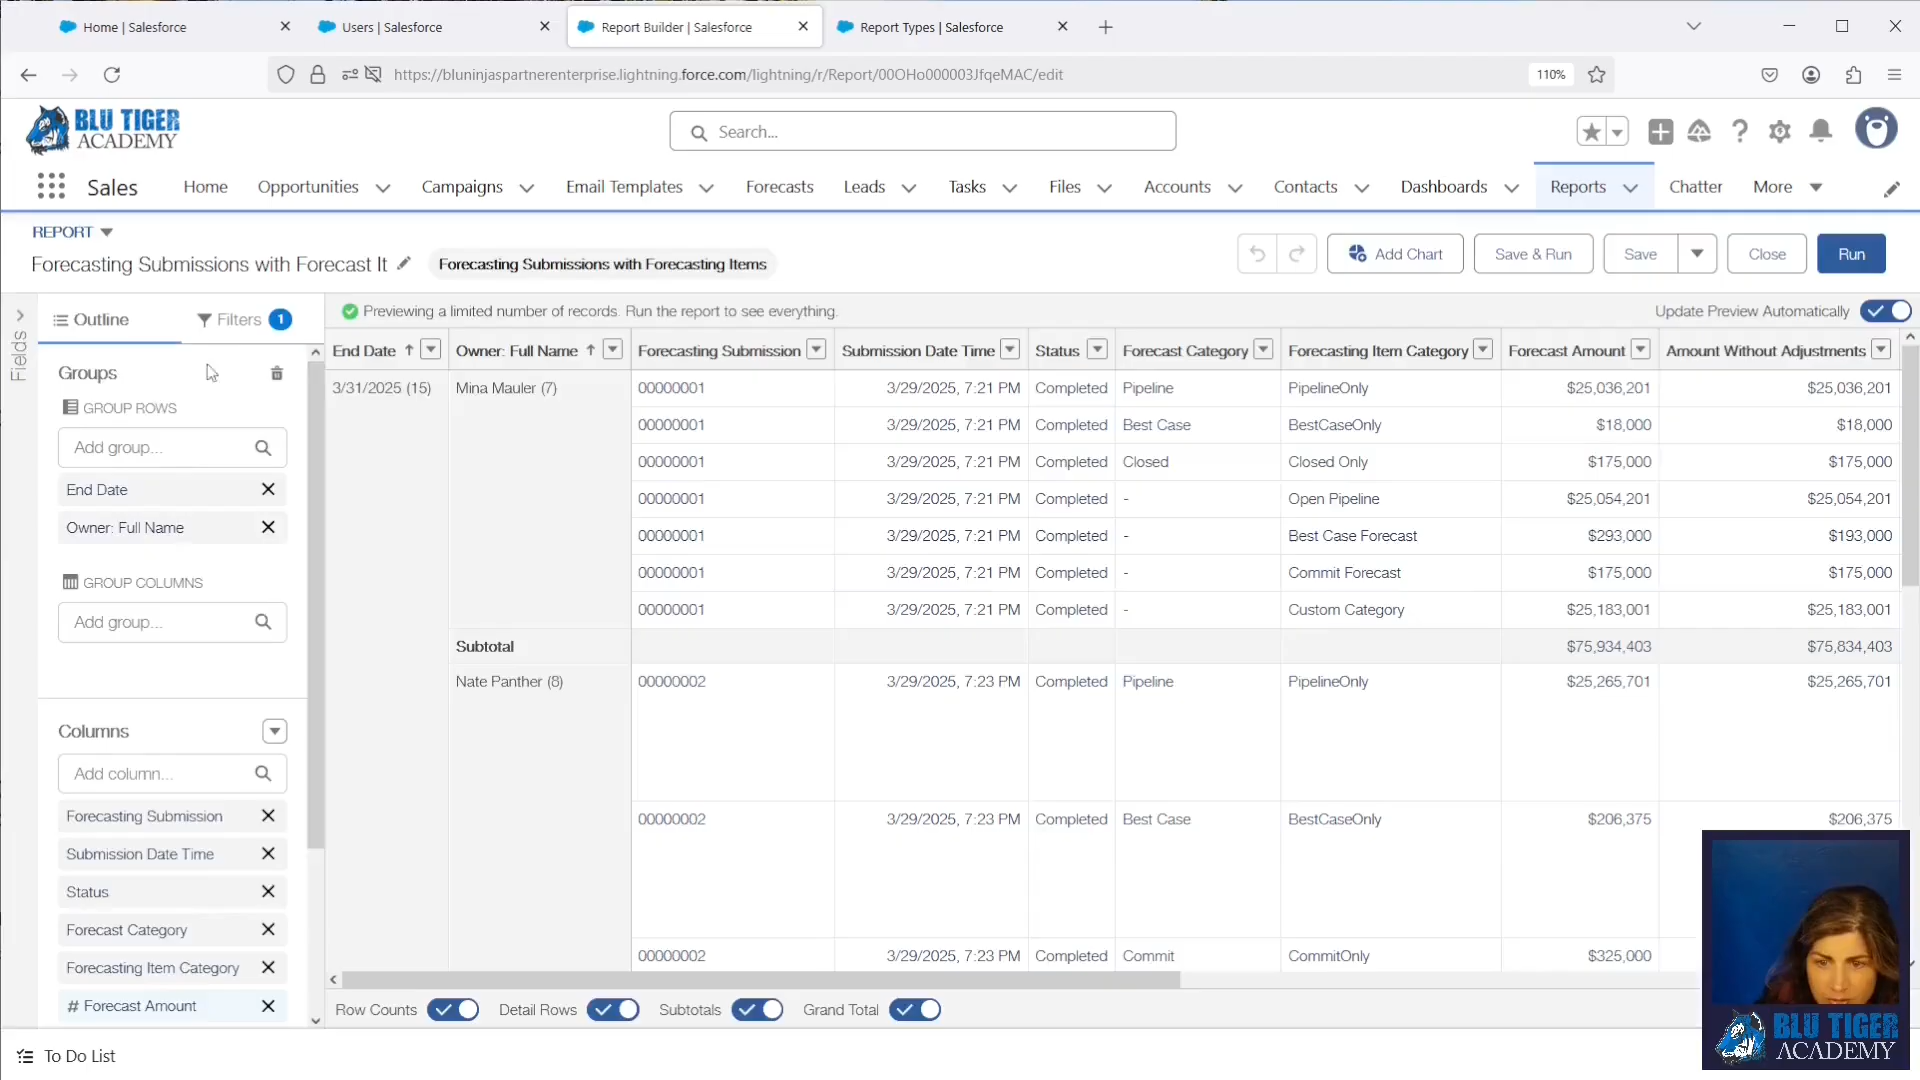 Home | Salesforce
Users | Salesforce
Report Builder | Salesforce
Report Types | Salesforce
https://bluninjaspartnerenterprise.lightning.force.com/lightning/r/Report/00OHo000003JfqeMAC/edit
110%
BLU TIGER
ACADEMY
Search...
Sales
Home
Opportunities
Campaigns
Email Templates
Forecasts
Leads
Tasks
Files
Accounts
Contacts
Dashboards
Reports
Chatter
More
REPORT
Forecasting Submissions with Forecast It
Forecasting Submissions with Forecasting Items
Add Chart
Save & Run
Save
Close
Run
Fields
Outline
Filters 1
Previewing a limited number of records. Run the report to see everything.
Update Preview Automatically
Groups
GROUP ROWS
Add group...
End Date
Owner: Full Name
GROUP COLUMNS
Add group...
Columns
Add column...
Forecasting Submission
Submission Date Time
Status
Forecast Category
Forecasting Item Category
# Forecast Amount
End Date ↑ Owner: Full Name ↑ Forecasting Submission Submission Date Time Status Forecast Category Forecasting Item Category Forecast Amount Amount Without Adjustments
3/31/2025 (15) Mina Mauler (7) 00000001 3/29/2025, 7:21 PM Completed Pipeline PipelineOnly $25,036,201 $25,036,201
00000001 3/29/2025, 7:21 PM Completed Best Case BestCaseOnly $18,000 $18,000
00000001 3/29/2025, 7:21 PM Completed Closed Closed Only $175,000 $175,000
00000001 3/29/2025, 7:21 PM Completed - Open Pipeline $25,054,201 $25,054,201
00000001 3/29/2025, 7:21 PM Completed - Best Case Forecast $293,000 $193,000
00000001 3/29/2025, 7:21 PM Completed - Commit Forecast $175,000 $175,000
00000001 3/29/2025, 7:21 PM Completed - Custom Category $25,183,001 $25,183,001
Subtotal $75,934,403 $75,834,403
Nate Panther (8) 00000002 3/29/2025, 7:23 PM Completed Pipeline PipelineOnly $25,265,701 $25,265,701
00000002 3/29/2025, 7:23 PM Completed Best Case BestCaseOnly $206,375 $206,375
00000002 3/29/2025, 7:23 PM Completed Commit CommitOnly $325,000
Row Counts
Detail Rows
Subtotals
Grand Total
To Do List
BLU TIGER
ACADEMY